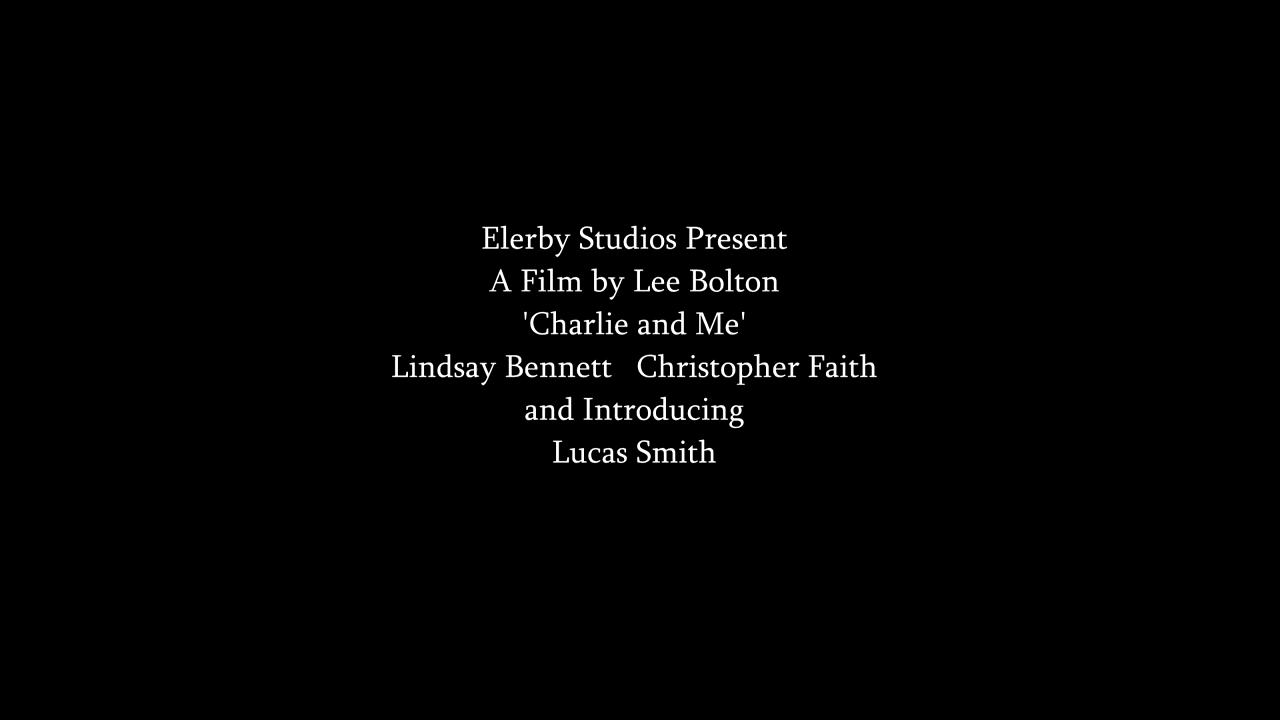 Elerby Studios Present
A Film by Lee Bolton
'Charlie and Me'
Lindsay Bennett   Christopher Faith
and Introducing
Lucas Smith